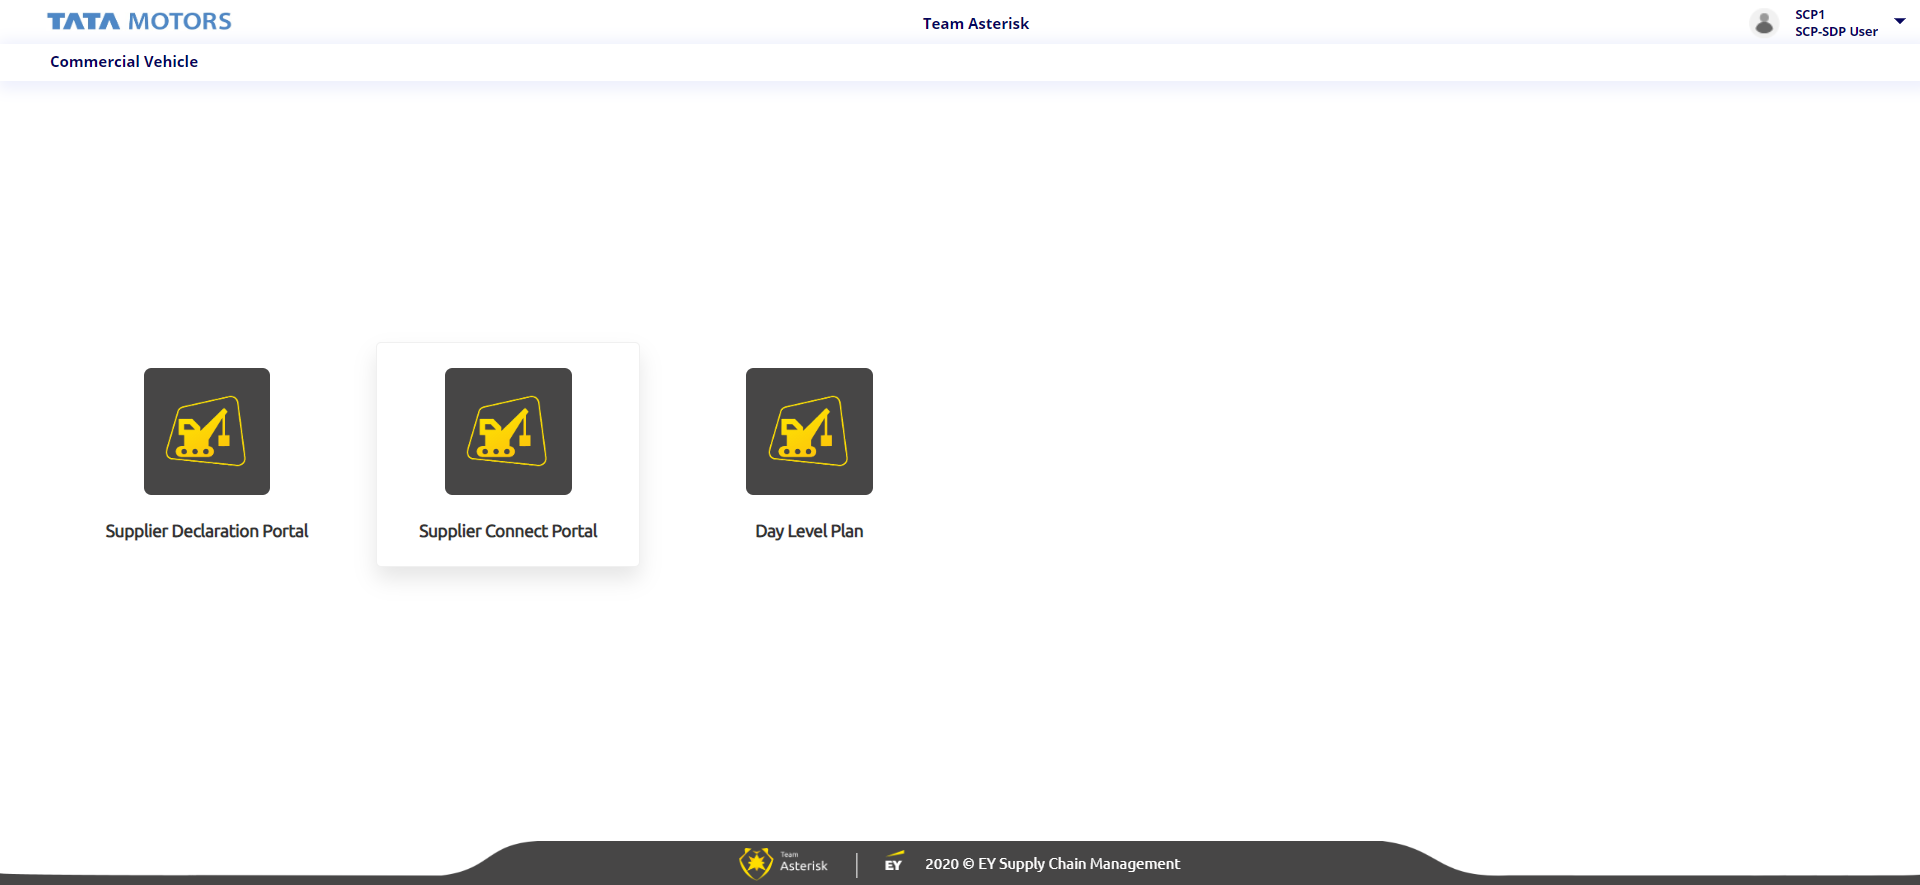 TATA MOTORS
Team Asterisk
SCP1
SCP-SDP User
Commercial Vehicle
Supplier Declaration Portal
Supplier Connect Portal
Day Level Plan
Team
Asterisk
EY
2020 © EY Supply Chain Management